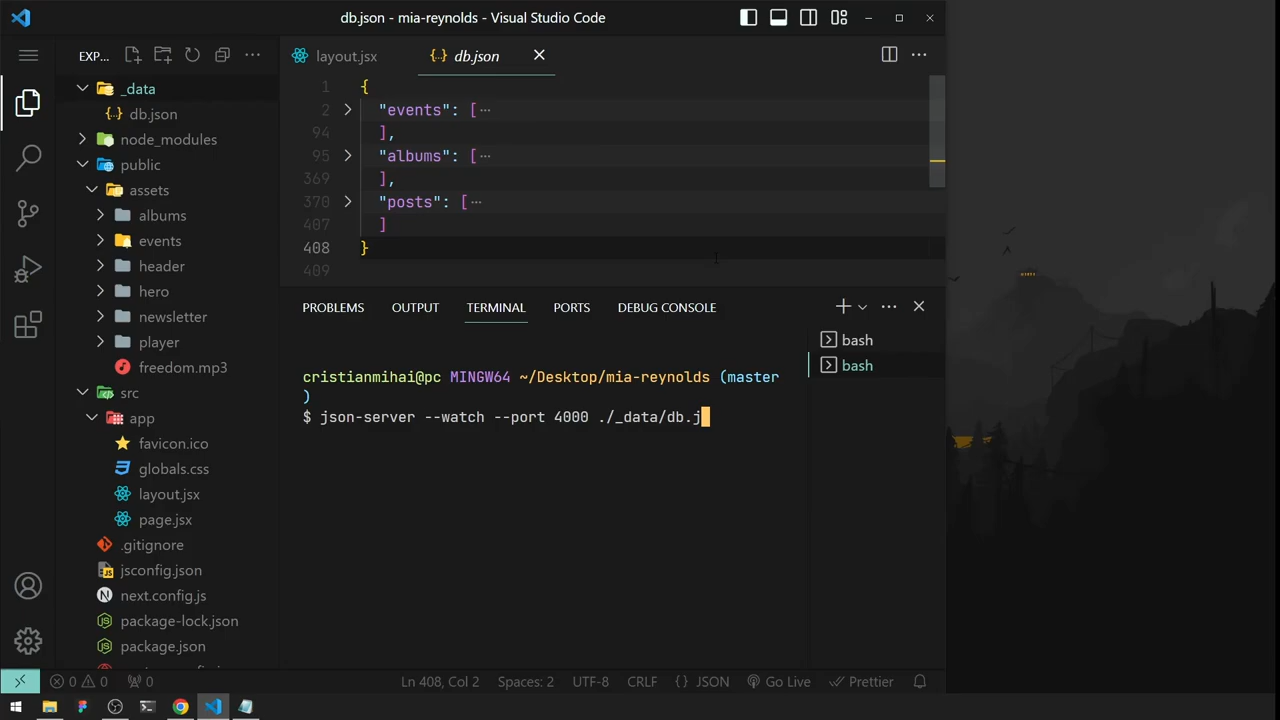 db.json - mia-reynolds - Visual Studio Code
EXP...
_data
db.json
node_modules
public
assets
albums
events
header
hero
newsletter
player
freedom.mp3
src
app
favicon.ico
globals.css
layout.jsx
page.jsx
.gitignore
jsconfig.json
next.config.js
package-lock.json
package.json
layout.jsx
db.json
1 {
2 "events": [
94 ],
95 "albums": [
369 ],
370 "posts": [
407 ]
408 }
409
PROBLEMS OUTPUT TERMINAL PORTS DEBUG CONSOLE
bash
bash
cristianmihai@pc MINGW64 ~/Desktop/mia-reynolds (master
)
$ json-server --watch --port 4000 ./_data/db.j
0 0 0 Ln 408, Col 2 Spaces: 2 UTF-8 CRLF {} JSON Go Live Prettier